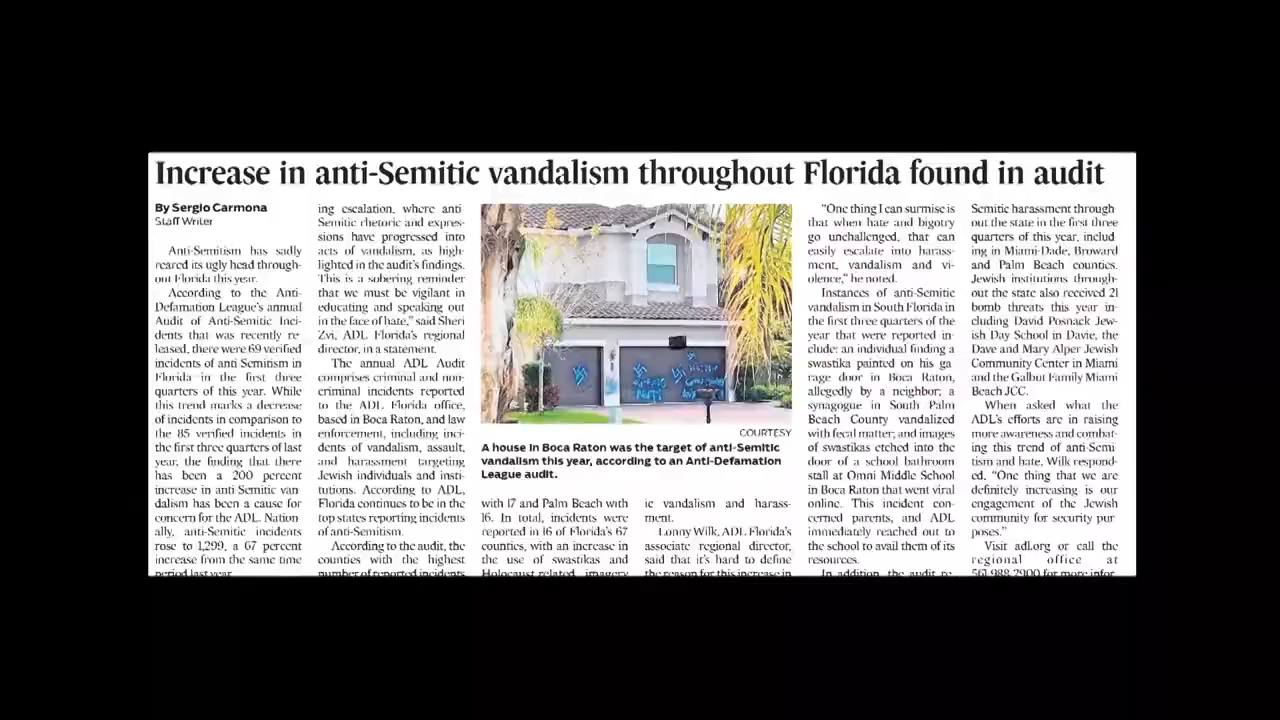 Increase in anti-Semitic vandalism throughout Florida found in audit
By Sergio Carmona
Staff Writer
Anti-Semitism has sadly
reared its ugly head through-
out Florida this year.
According to the Anti-
Defamation League's annual
Audit of Anti-Semitic Inci-
dents that was recently re-
leased, there were 69 verified
incidents of anti Semitism in
Florida in the first three
quarters of this year. While
this trend marks a decrease
of incidents in comparison to
the 85 verified incidents in
the first three quarters of last
year, the finding that there
has been a 200 percent
increase in anti Semitic van-
dalism has been a cause for
concern for the ADL. Nation-
ally, anti-Semitic incidents
rose to 1,299, a 67 percent
increase from the same time
period last year.
ing escalation, where anti-
Semitic rhetoric and expres-
sions have progressed into
acts of vandalism, as high-
lighted in the audit's findings.
This is a sobering reminder
that we must be vigilant in
educating and speaking out
in the face of hate," said Sheri
Zvi, ADL Florida's regional
director, in a statement.
The annual ADL Audit
comprises criminal and non-
criminal incidents reported
to the ADL Florida office,
based in Boca Raton, and law
enforcement, including inci-
dents of vandalism, assault,
and harassment targeting
Jewish individuals and insti-
tutions. According to ADL,
Florida continues to be in the
top states reporting incidents
of anti-Semitism.
According to the audit, the
counties with the highest
number of reported incidents
COURTESY
A house in Boca Raton was the target of anti-Semitic
vandalism this year, according to an Anti-Defamation
League audit.
with 17 and Palm Beach with
16. In total, incidents were
reported in 16 of Florida's 67
counties, with an increase in
the use of swastikas and
Holocaust related imagery
ic vandalism and harass-
ment.
Lonny Wilk, ADL Florida's
associate regional director,
said that it's hard to define
the reason for this increase in
"One thing I can surmise is
that when hate and bigotry
go unchallenged, that can
easily escalate into harass-
ment, vandalism and vi-
olence," he noted.
Instances of anti-Semitic
vandalism in South Florida in
the first three quarters of the
year that were reported in-
clude: an individual finding a
swastika painted on his ga-
rage door in Boca Raton,
allegedly by a neighbor; a
synagogue in South Palm
Beach County vandalized
with fecal matter; and images
of swastikas etched into the
door of a school bathroom
stall at Omni Middle School
in Boca Raton that went viral
online. This incident con-
cerned parents, and ADL
immediately reached out to
the school to avail them of its
resources.
In addition, the audit re-
Semitic harassment through-
out the state in the first three
quarters of this year, includ-
ing in Miami-Dade, Broward
and Palm Beach counties.
Jewish institutions through-
out the state also received 21
bomb threats this year in-
cluding David Posnack Jew-
ish Day School in Davie, the
Dave and Mary Alper Jewish
Community Center in Miami
and the Galbut Family Miami
Beach JCC.
When asked what the
ADL's efforts are in raising
more awareness and combat-
ing this trend of anti-Semi-
tism and hate, Wilk respond-
ed, "One thing that we are
definitely increasing is our
engagement of the Jewish
community for security pur-
poses."
Visit adl.org or call the
regional office at
561-988-2900 for more infor-